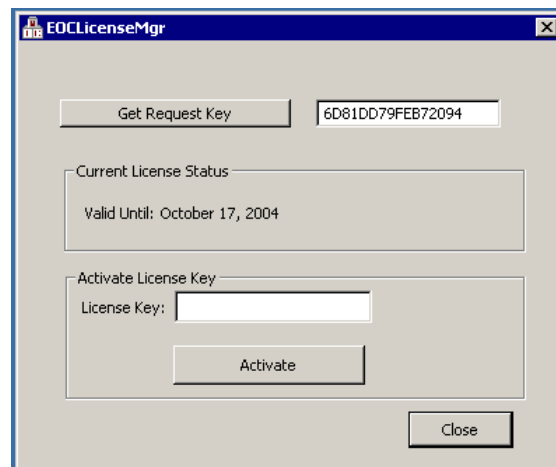 EOCLicenseMgr
Get Request Key 6D81DD79FEB72094
Current License Status
Valid Until: October 17, 2004
Activate License Key
License Key:
Activate
Close